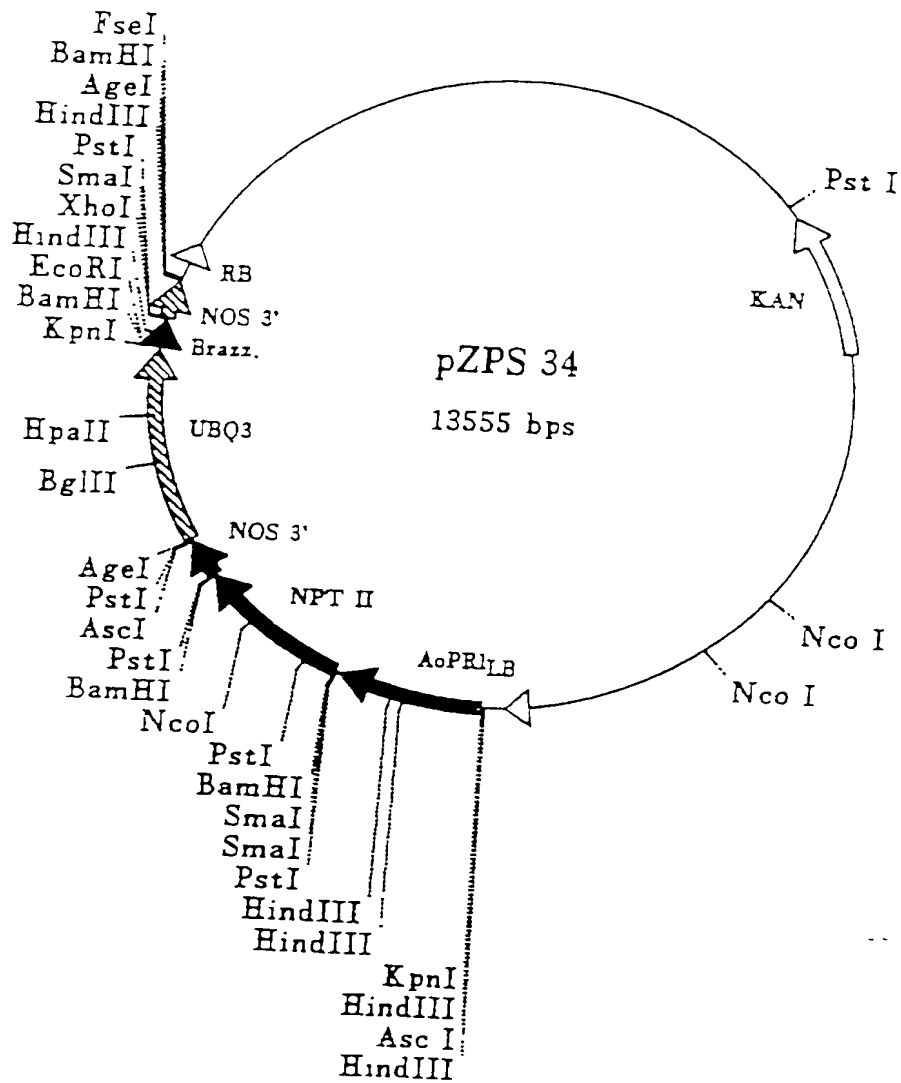 FseI
BamHI
AgeI
HindIII
PstI
SmaI
XhoI
HindIII
EcoRI
BamHI
KpnI
HpaII
BglII
AgeI
PstI
AscI
PstI
BamHI
NcoI
PstI
BamHI
SmaI
SmaI
PstI
HindIII
HindIII
KpnI
HindIII
Asc I
HindIII
RB
NOS 3'
Brazz.
UBQ3
NOS 3'
NPT II
AoPR1LB
pZPS 34
13555 bps
Pst I
KAN
Nco I
Nco I